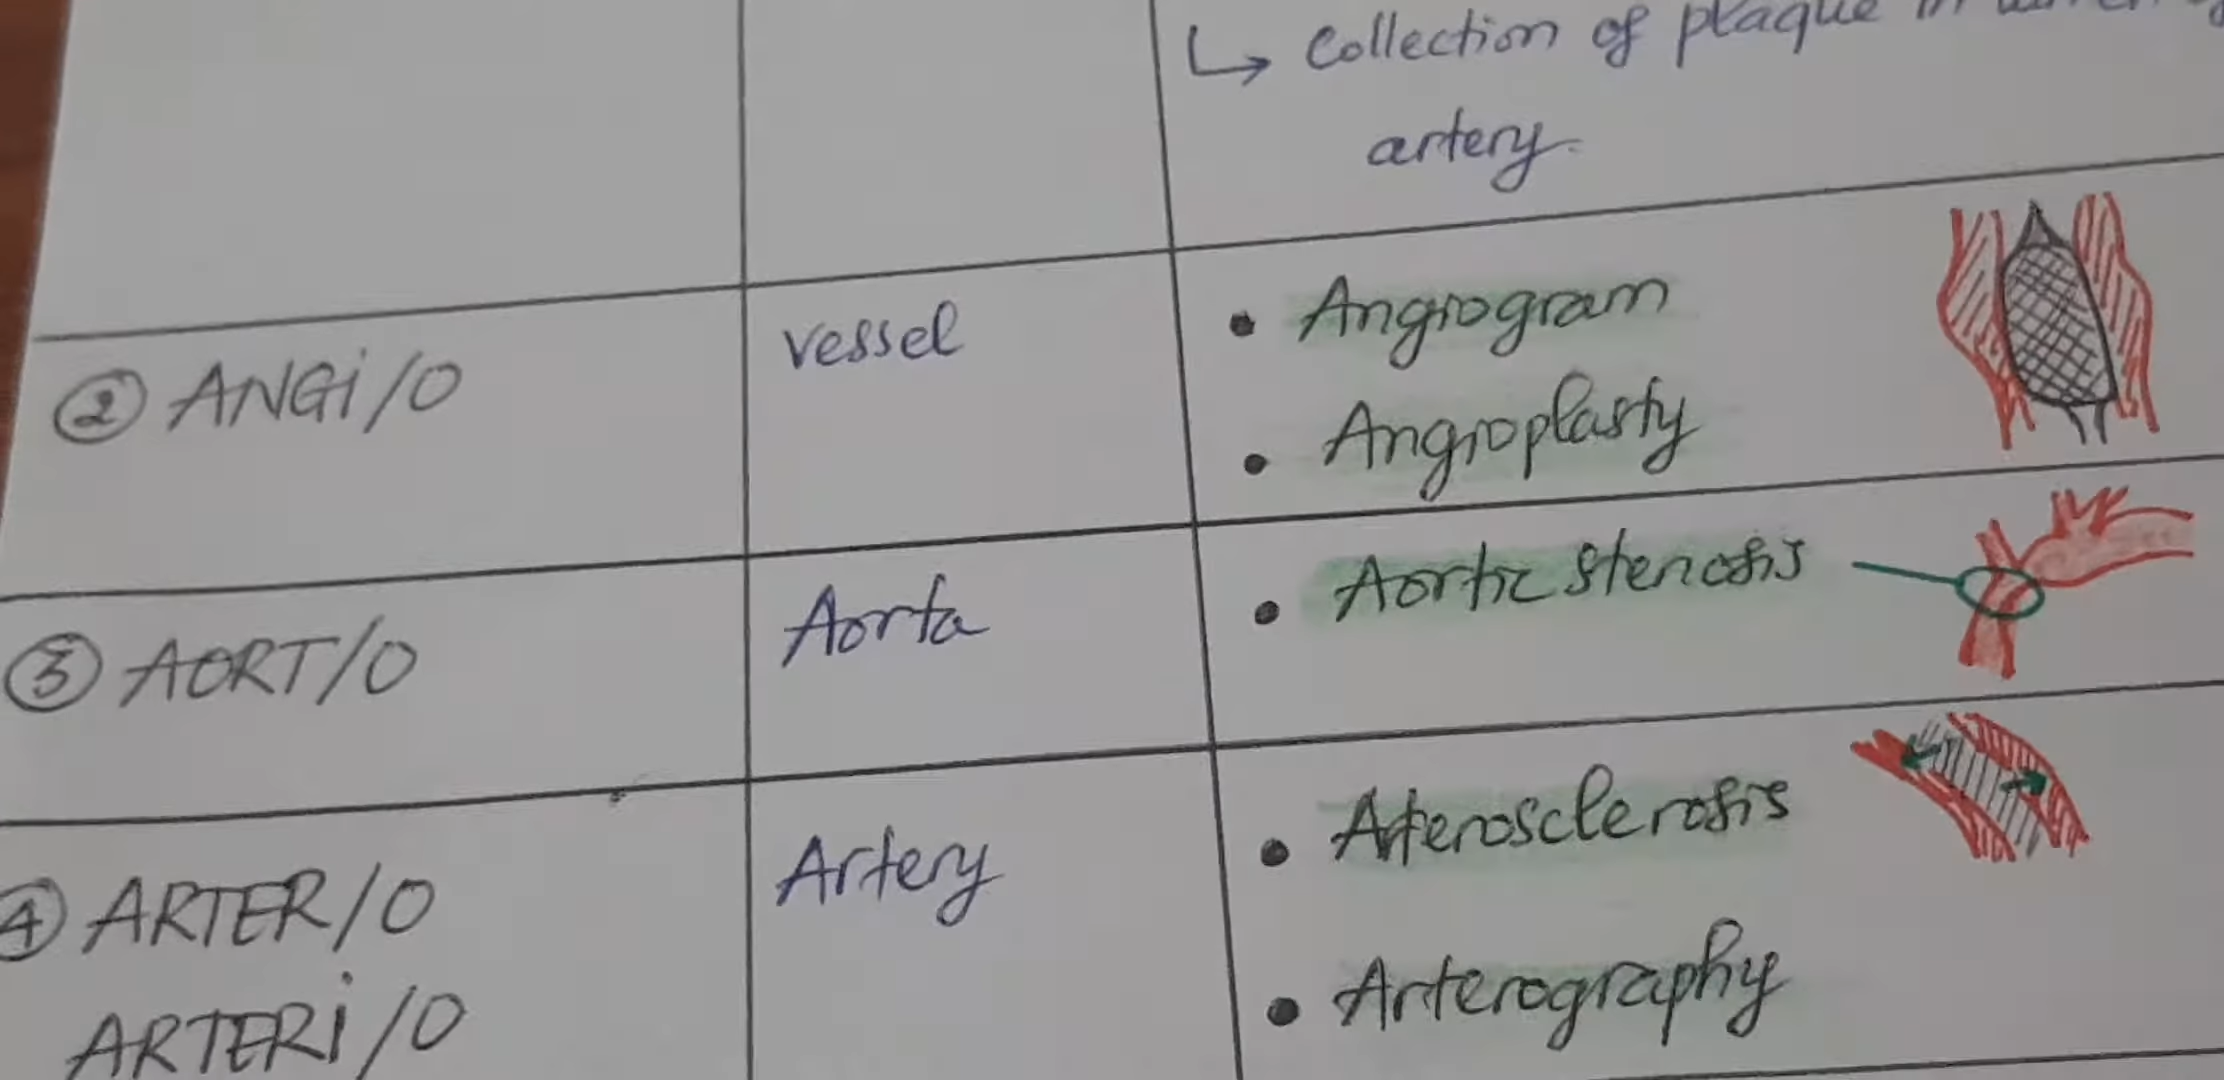 ↳ Collection of plaque in
artery.
② ANGi/O
vessel
• Angiogram
• Angioplasty
③ AORT/O
Aorta
• Aortic stenosis
④ ARTER/O
ARTERi/O
Artery
• Aterosclerosis
• Arterography